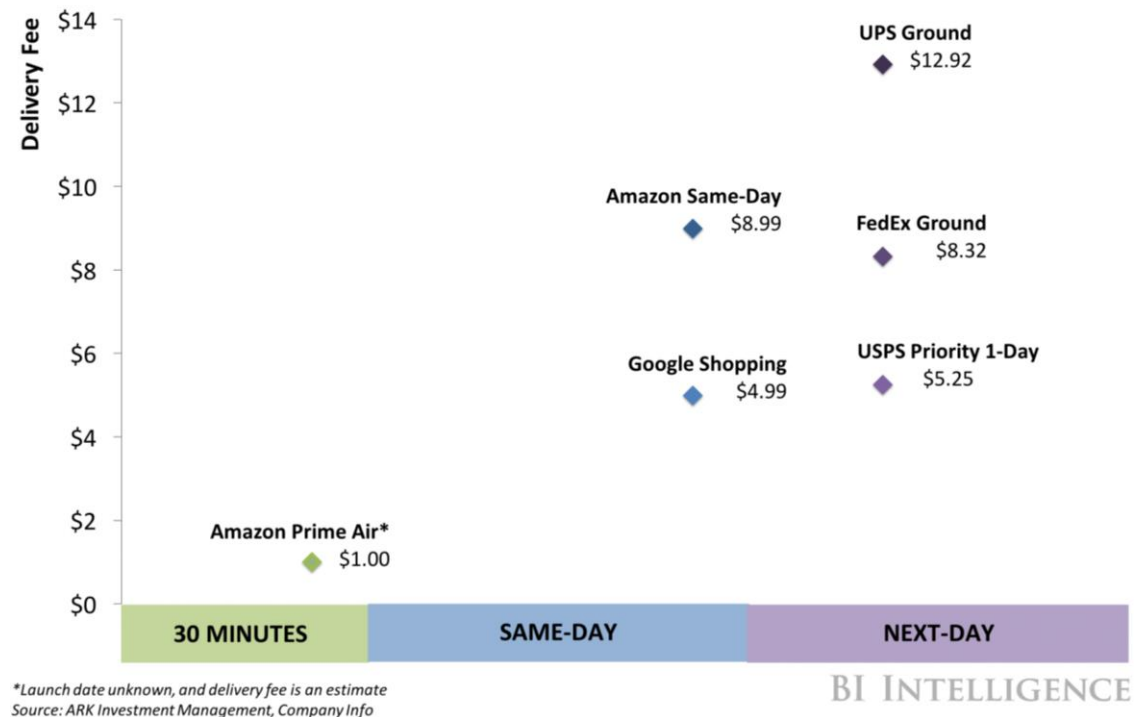 Delivery Fee
$14
$12
$10
$8
$6
$4
$2
$0
UPS Ground
$12.92
Amazon Same-Day
$8.99
FedEx Ground
$8.32
Google Shopping
$4.99
USPS Priority 1-Day
$5.25
Amazon Prime Air*
$1.00
30 MINUTES
SAME-DAY
NEXT-DAY
*Launch date unknown, and delivery fee is an estimate
Source: ARK Investment Management, Company Info
BI INTELLIGENCE